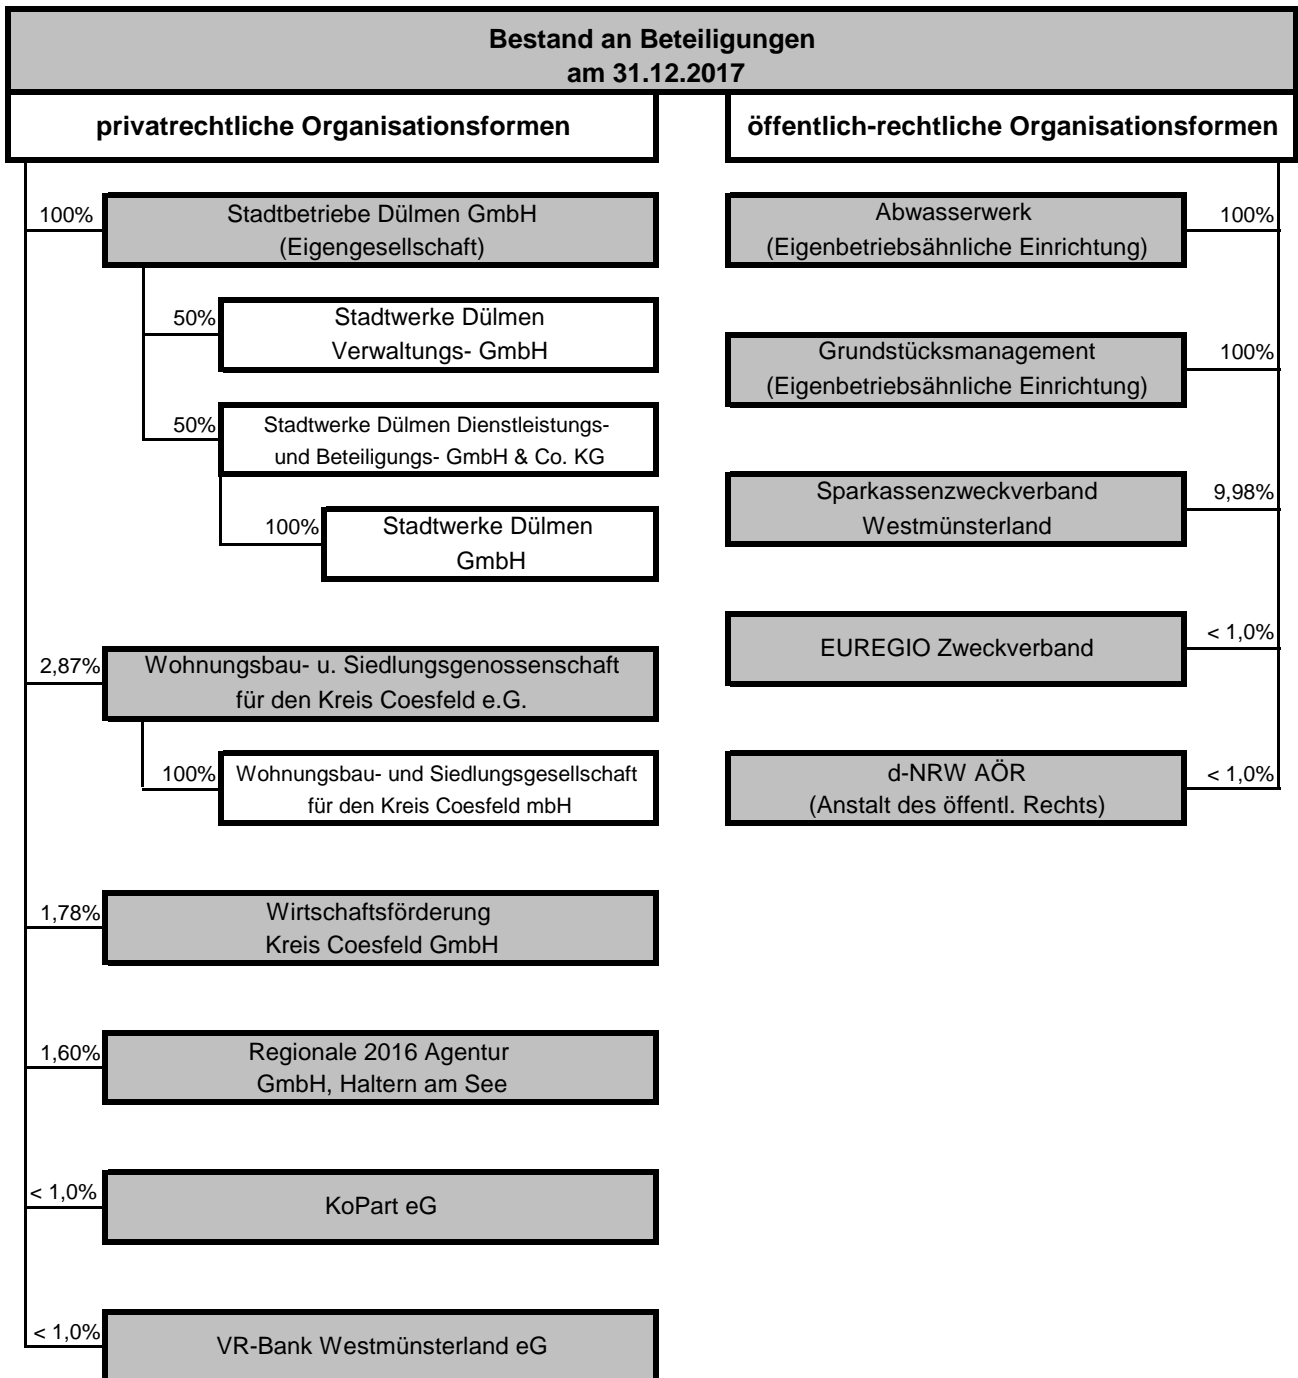 Bestand an Beteiligungen
am 31.12.2017
privatrechtliche Organisationsformen
100%
Stadtbetriebe Dülmen GmbH
(Eigengesellschaft)
50%
Stadtwerke Dülmen
Verwaltungs- GmbH
50%
Stadtwerke Dülmen Dienstleistungs-
und Beteiligungs- GmbH & Co. KG
100%
Stadtwerke Dülmen
GmbH
2,87%
Wohnungsbau- u. Siedlungsgenossenschaft
für den Kreis Coesfeld e.G.
100%
Wohnungsbau- und Siedlungsgesellschaft
für den Kreis Coesfeld mbH
1,78%
Wirtschaftsförderung
Kreis Coesfeld GmbH
1,60%
Regionale 2016 Agentur
GmbH, Haltern am See
< 1,0%
KoPart eG
< 1,0%
VR-Bank Westmünsterland eG
öffentlich-rechtliche Organisationsformen
Abwasserwerk
(Eigenbetriebsähnliche Einrichtung)
100%
Grundstücksmanagement
(Eigenbetriebsähnliche Einrichtung)
100%
Sparkassenzweckverband
Westmünsterland
9,98%
EUREGIO Zweckverband
< 1,0%
d-NRW AÖR
(Anstalt des öffentl. Rechts)
< 1,0%